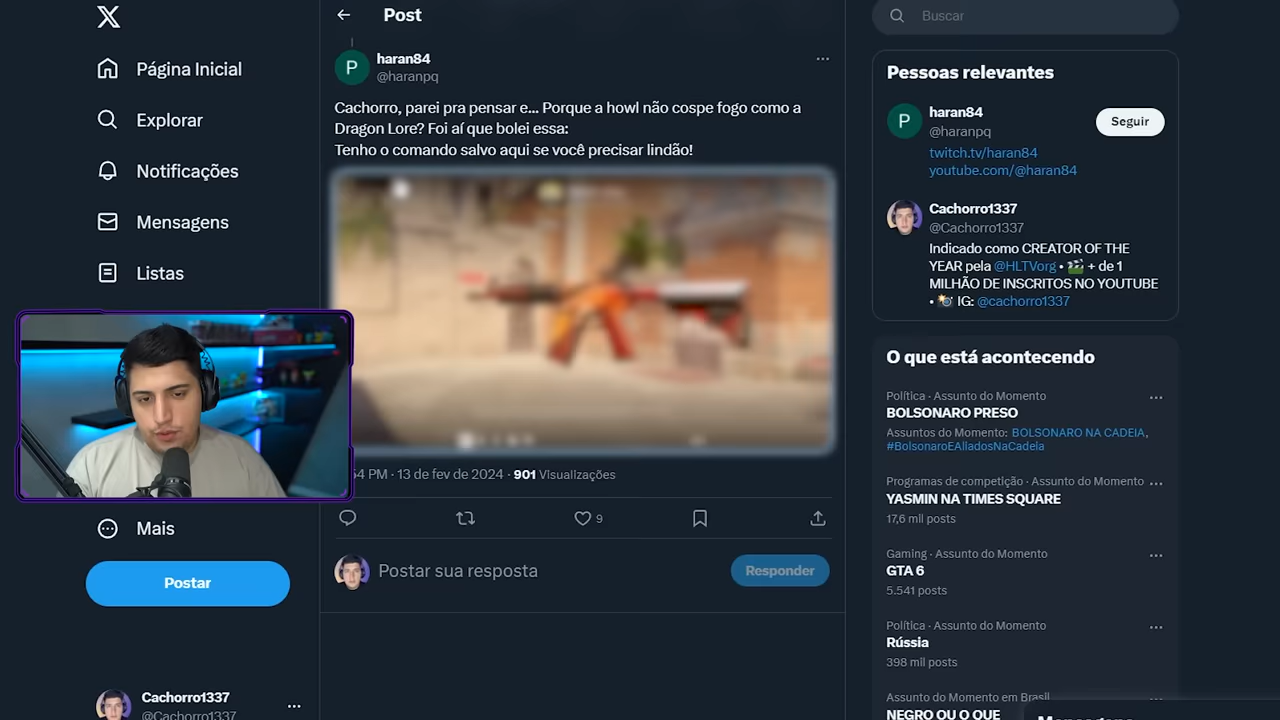 Post
Buscar
Página Inicial
Explorar
Notificações
Mensagens
Listas
Mais
Postar
Cachorro1337
@Cachorro1337
P
haran84
@haranpq
Cachorro, parei pra pensar e... Porque a howl não cospe fogo como a
Dragon Lore? Foi aí que bolei essa:
Tenho o comando salvo aqui se você precisar lindão!
54 PM · 13 de fev de 2024 · 901 Visualizações
9
Postar sua resposta
Responder
Pessoas relevantes
P
haran84
Seguir
@haranpq
twitch.tv/haran84
youtube.com/@haran84
Cachorro1337
@Cachorro1337
Indicado como CREATOR OF THE
YEAR pela @HLTVorg • 🎬 + de 1
MILHÃO DE INSCRITOS NO YOUTUBE
• 💣 IG: @cachorro1337
O que está acontecendo
Política · Assunto do Momento
BOLSONARO PRESO
Assuntos do Momento: BOLSONARO NA CADEIA,
#BolsonaroEAliadosNaCadeia
Programas de competição · Assunto do Momento
YASMIN NA TIMES SQUARE
17,6 mil posts
Gaming · Assunto do Momento
GTA 6
5.541 posts
Política · Assunto do Momento
Rússia
398 mil posts
Assunto do Momento em Brasil
NEGRO OU O QUE
Mensagens